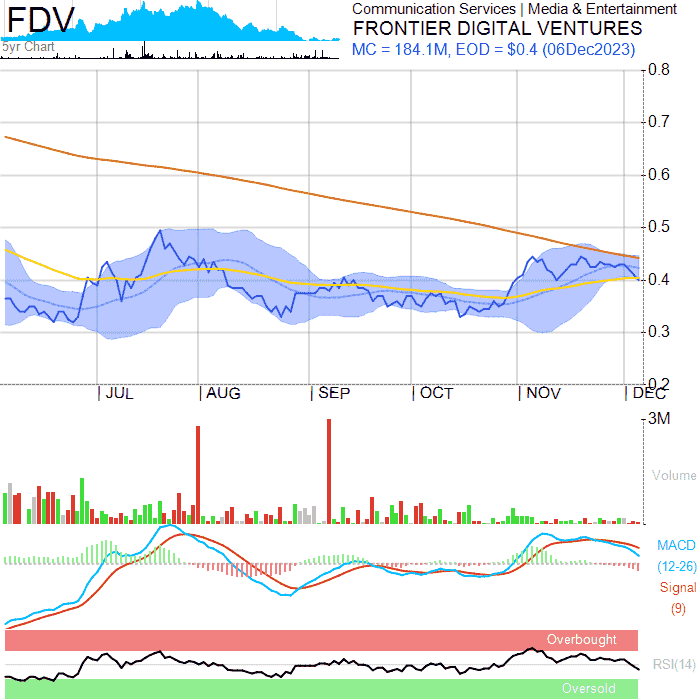 FDV
5yr Chart
Communication Services | Media & Entertainment
FRONTIER DIGITAL VENTURES
MC = 184.1M, EOD = $0.4 (06Dec2023)
0.8
0.7
0.6
0.5
0.4
0.3
0.2
JUL
AUG
SEP
OCT
NOV
DEC
3M
Volume
MACD
(12-26)
Signal
(9)
Overbought
RSI(14)
Oversold